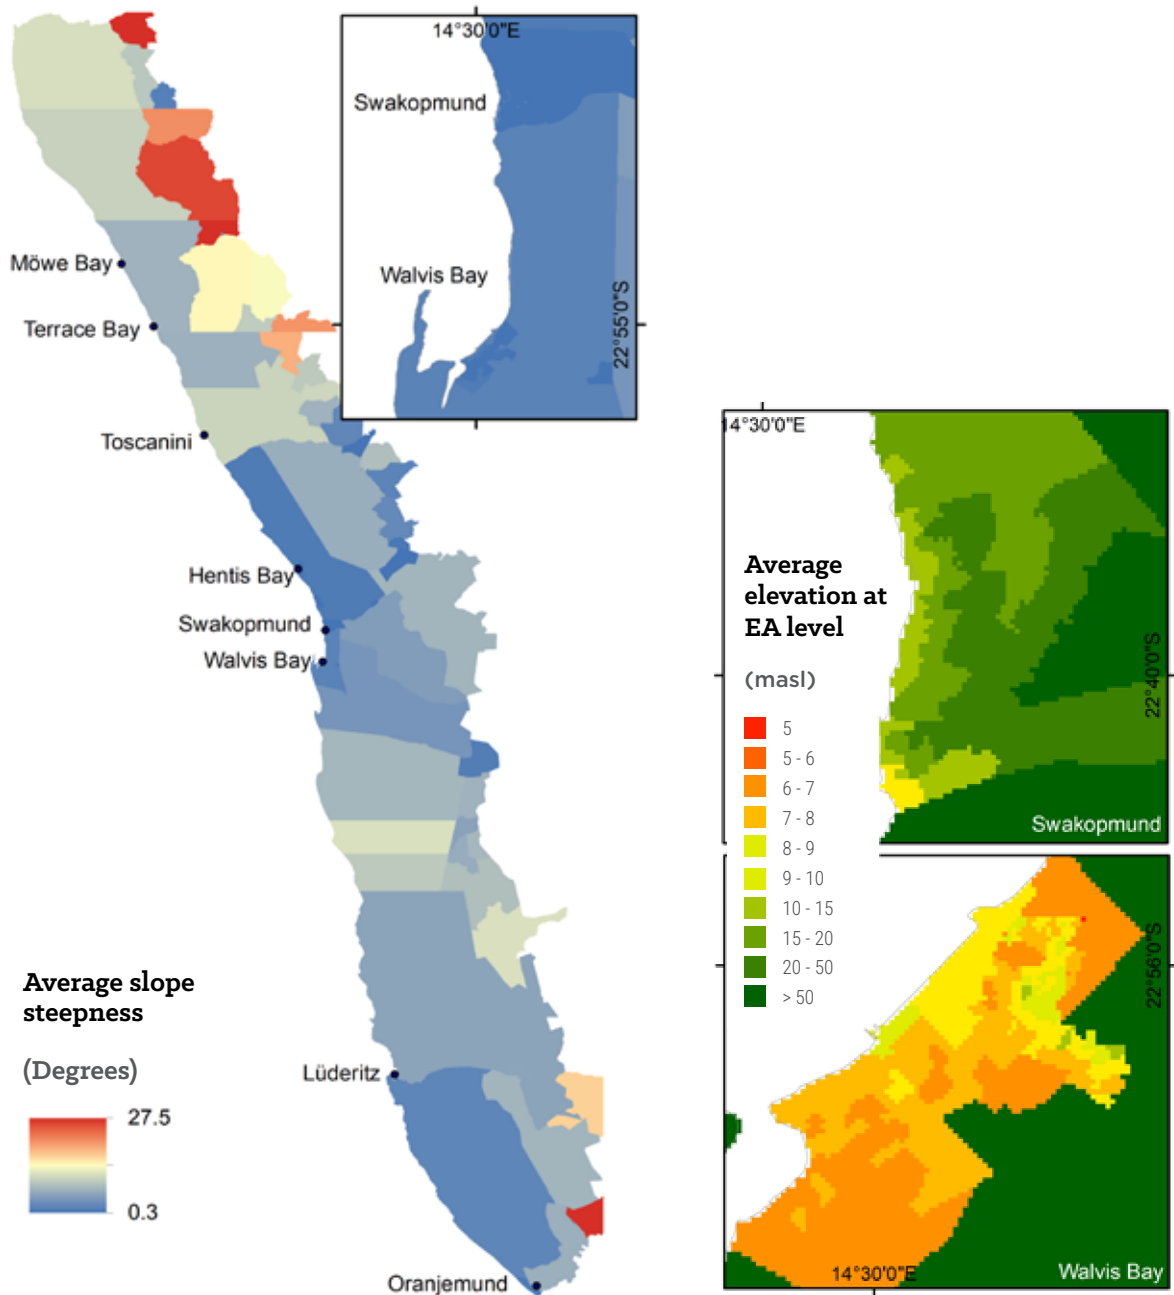 14°30'0"E
Swakopmund
Walvis Bay
22°55'0"S
Möwe Bay
Terrace Bay
Toscanini
Hentis Bay
Swakopmund
Walvis Bay
Lüderitz
Oranjemund
Average slope
steepness
(Degrees)
27.5
0.3
14°30'0"E
22°40'0"S
Swakopmund
Average
elevation at
EA level
(masl)
5
5 - 6
6 - 7
7 - 8
8 - 9
9 - 10
10 - 15
15 - 20
20 - 50
> 50
22°56'0"S
14°30'0"E
Walvis Bay